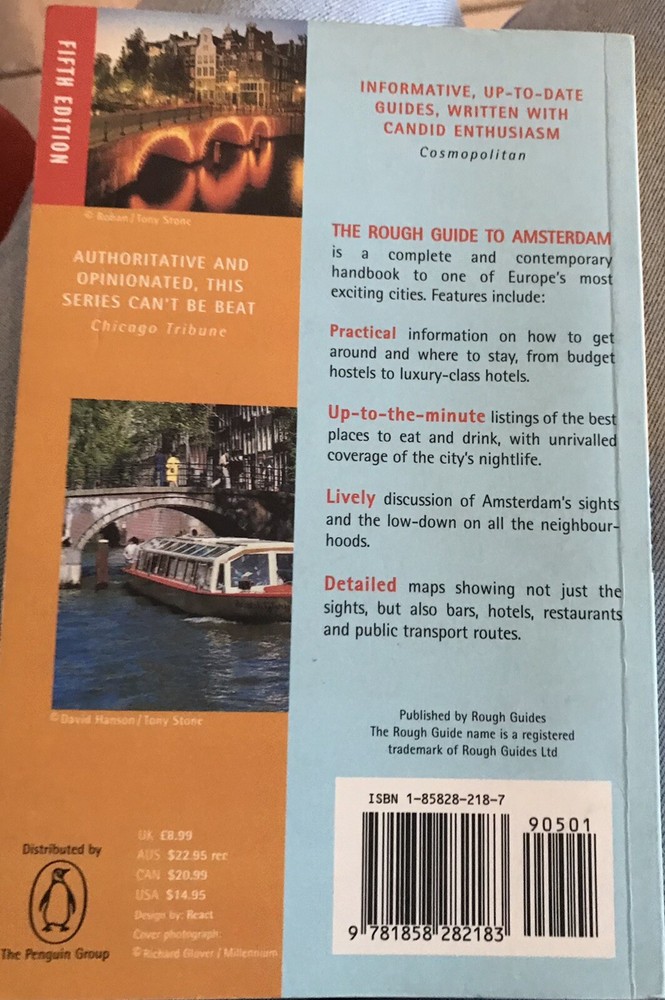 FIFTH EDITION
© Rohan/Tony Stone
AUTHORITATIVE AND
OPINIONATED, THIS
SERIES CAN'T BE BEAT
Chicago Tribune
© David Hanson/Tony Stone
Distributed by
The Penguin Group
UK £8.99
AUS $22.95 rec
CAN $20.99
USA $14.95
Design by: React
Cover photograph:
© Richard Glover/Millennium
INFORMATIVE, UP-TO-DATE
GUIDES, WRITTEN WITH
CANDID ENTHUSIASM
Cosmopolitan
THE ROUGH GUIDE TO AMSTERDAM
is a complete and contemporary
handbook to one of Europe's most
exciting cities. Features include:
Practical information on how to get
around and where to stay, from budget
hostels to luxury-class hotels.
Up-to-the-minute listings of the best
places to eat and drink, with unrivalled
coverage of the city's nightlife.
Lively discussion of Amsterdam's sights
and the low-down on all the neighbour-
hoods.
Detailed maps showing not just the
sights, but also bars, hotels, restaurants
and public transport routes.
Published by Rough Guides
The Rough Guide name is a registered
trademark of Rough Guides Ltd
ISBN 1-85828-218-7
90501
9 781858 282183